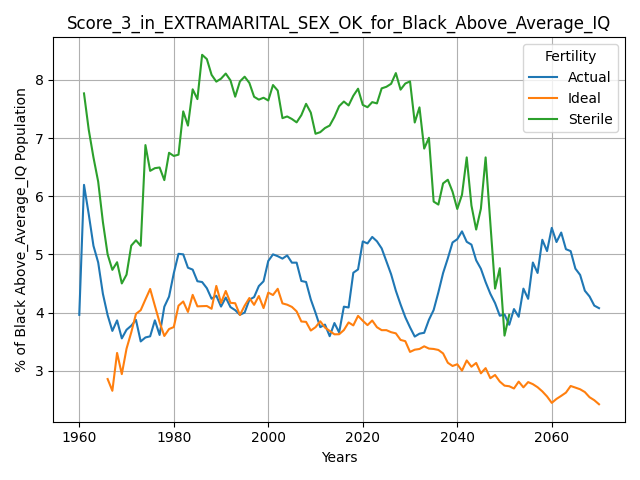 Score_3_in_EXTRAMARITAL_SEX_OK_for_Black_Above_Average_IQ
Fertility
Actual
Ideal
Sterile
% of Black Above_Average_IQ Population
8
7
6
5
4
3
1960
1980
2000
2020
2040
2060
Years